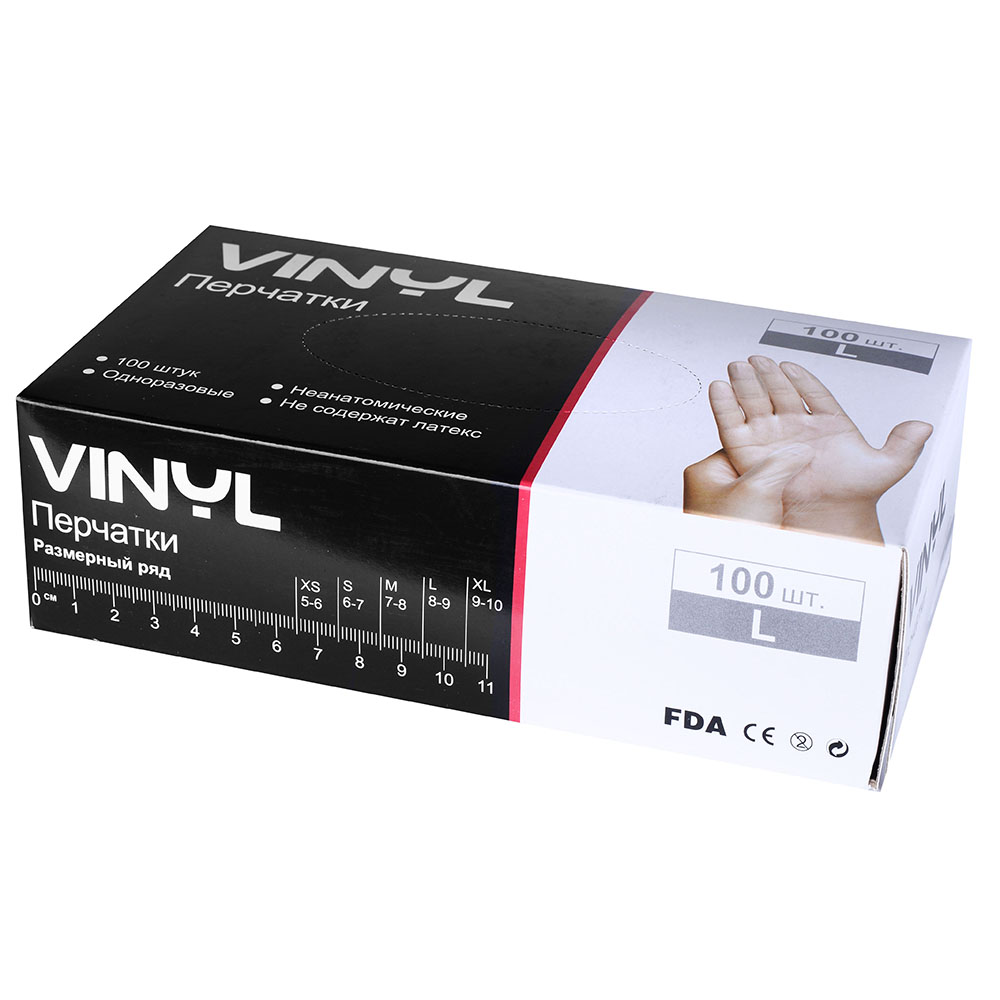 VINYL
Перчатки
100 штук
Одноразовые
Неанатомические
Не содержат латекс
100 шт.
L
VINYL
Перчатки
Размерный ряд
XS S M L XL
5-6 6-7 7-8 8-9 9-10
0 см 1 2 3 4 5 6 7 8 9 10 11
100 шт.
L
FDA CE 2
VINYL